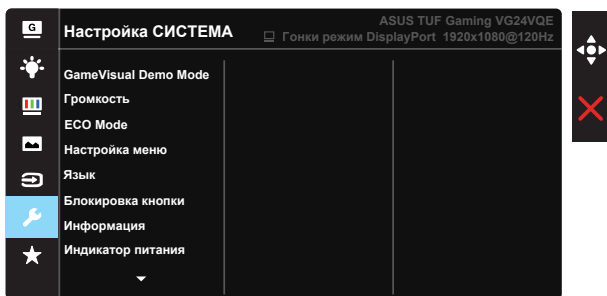 G
Настройка СИСТЕМА
ASUS TUF Gaming VG24VQE
Гонки режим DisplayPort 1920x1080@120Hz
GameVisual Demo Mode
Громкость
ECO Mode
Настройка меню
Язык
Блокировка кнопки
Информация
Индикатор питания